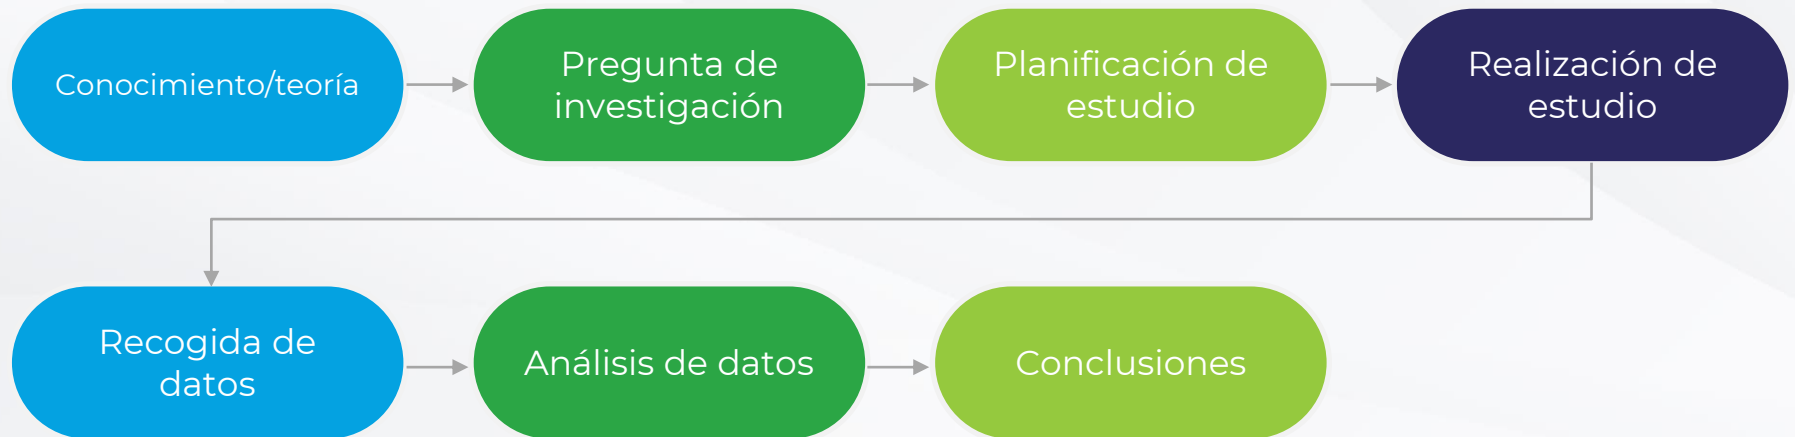 Conocimiento/teoría
Pregunta de
investigación
Planificación de
estudio
Realización de
estudio
Recogida de
datos
Análisis de datos
Conclusiones